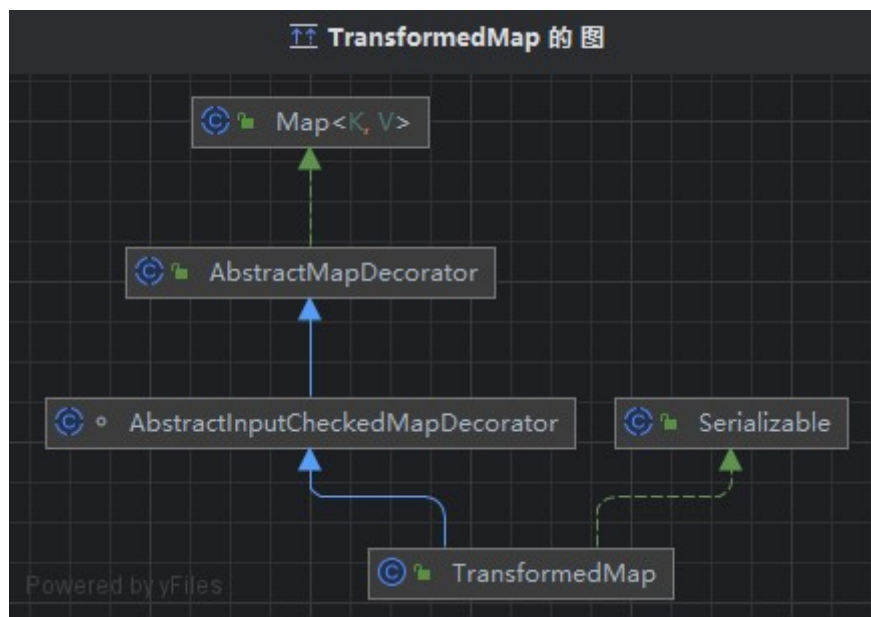 TransformedMap 的 图
Map<K, V>
AbstractMapDecorator
AbstractInputCheckedMapDecorator
Serializable
TransformedMap
Powered by yFiles